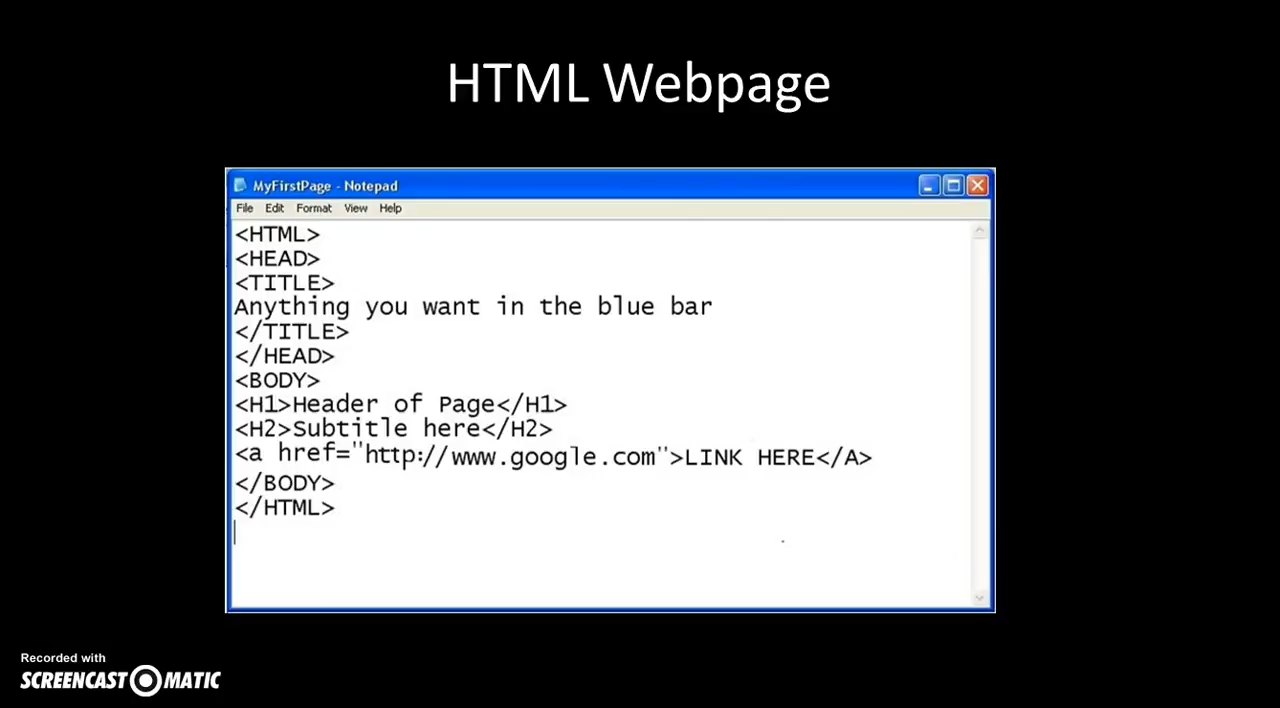 HTML Webpage
MyFirstPage - Notepad
File Edit Format View Help
<HTML>
<HEAD>
<TITLE>
Anything you want in the blue bar
</TITLE>
</HEAD>
<BODY>
<H1>Header of Page</H1>
<H2>Subtitle here</H2>
<a href="http://www.google.com">LINK HERE</A>
</BODY>
</HTML>
Recorded with
SCREENCAST MATIC